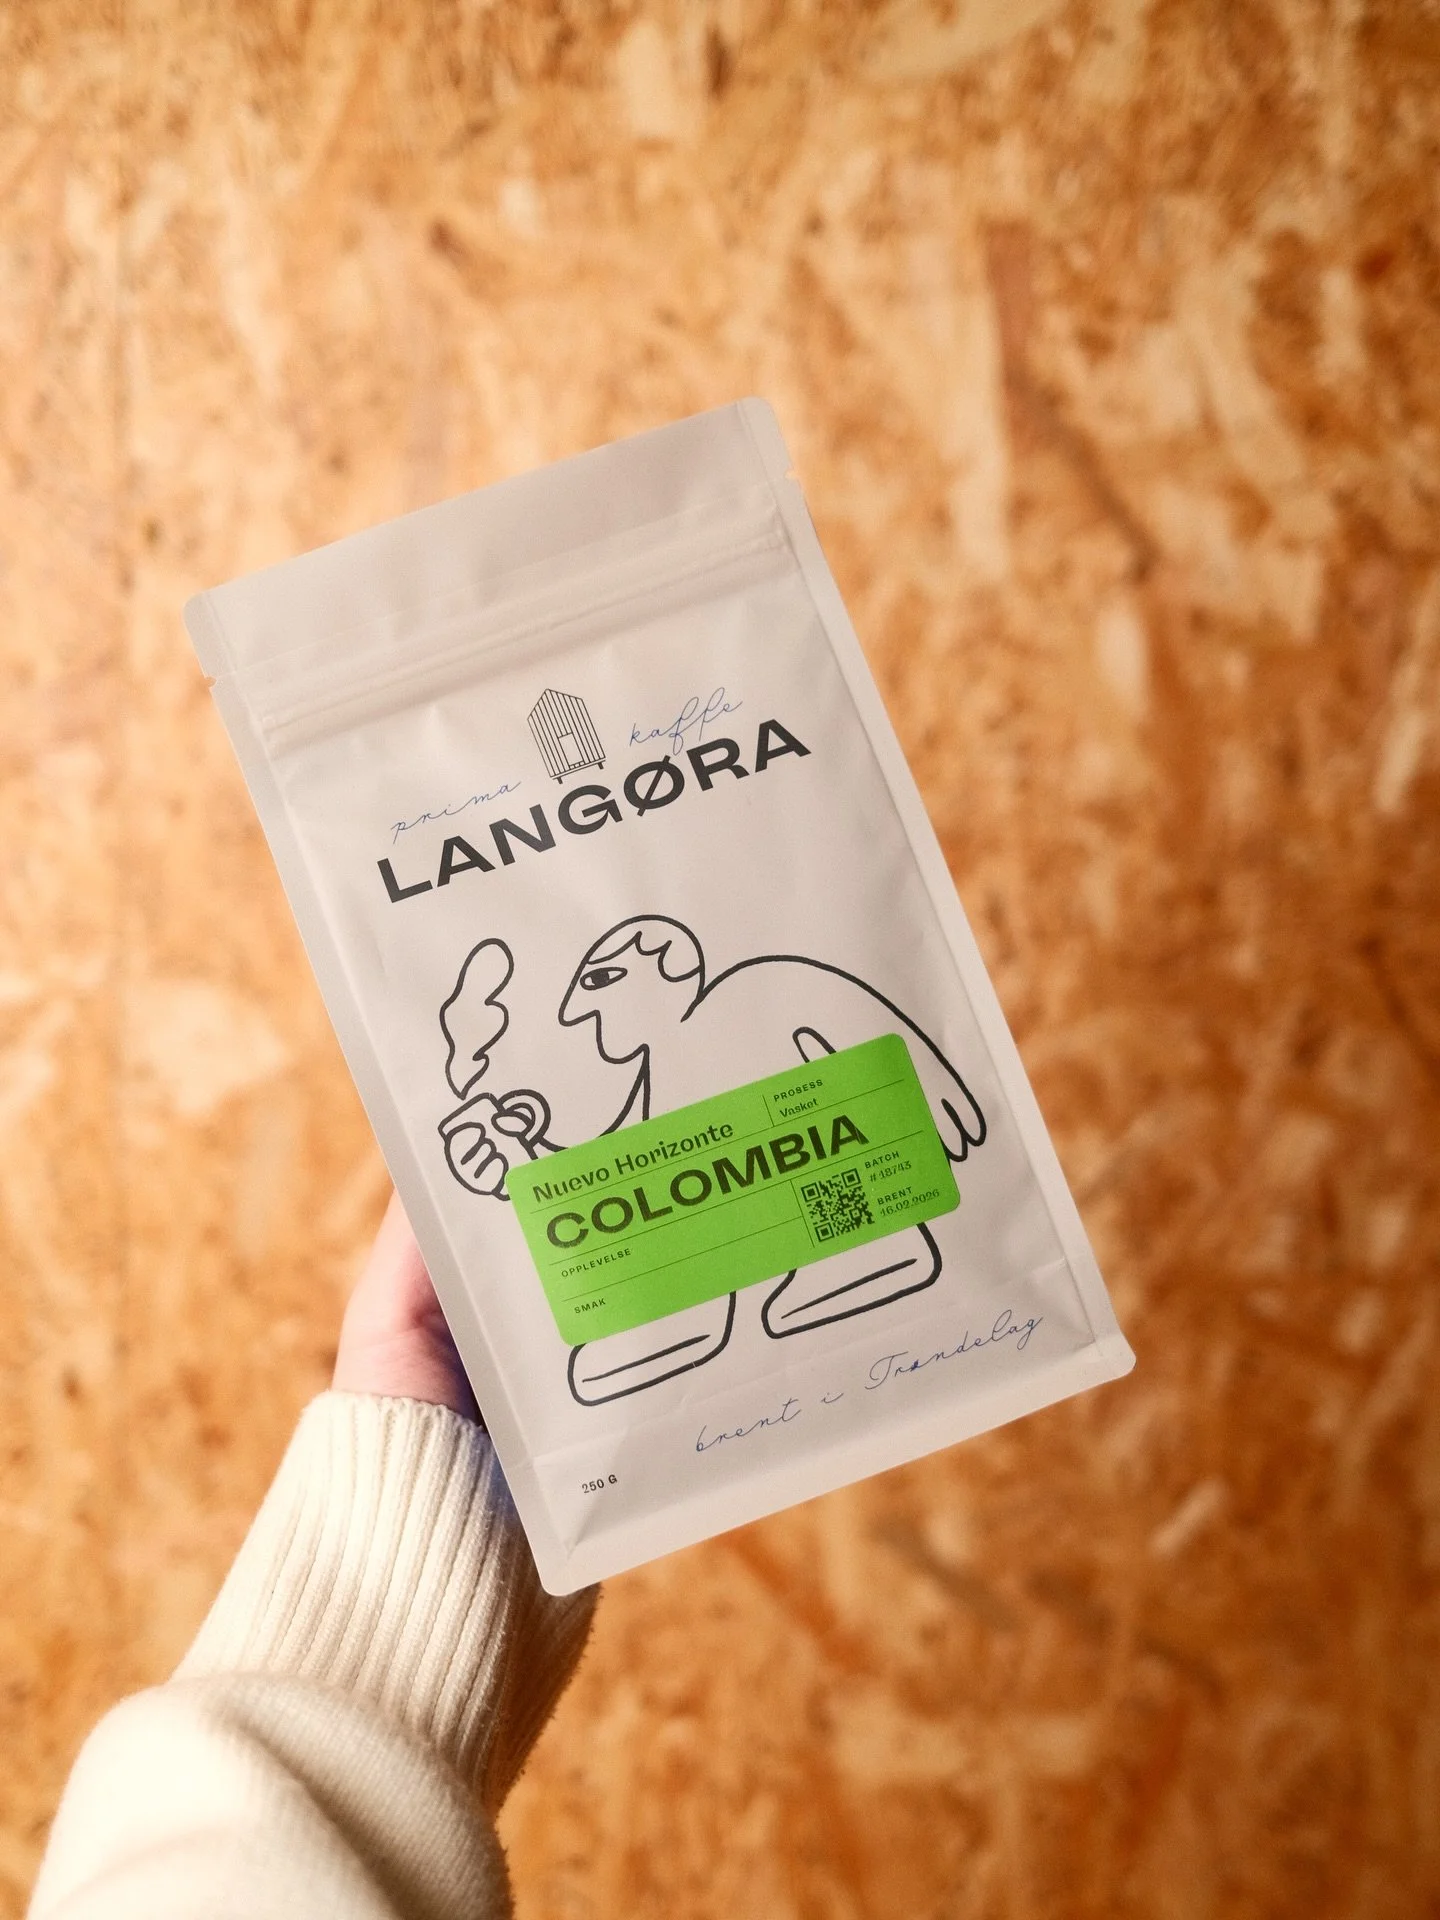 prima kaffe
LANGØRA
Nuevo Horizonte
PROSESS
Vasket
COLOMBIA
OPPLEVELSE
SMAK
BATCH
#18743
BRENT
16.02.2026
brent i Trøndelag
250 G